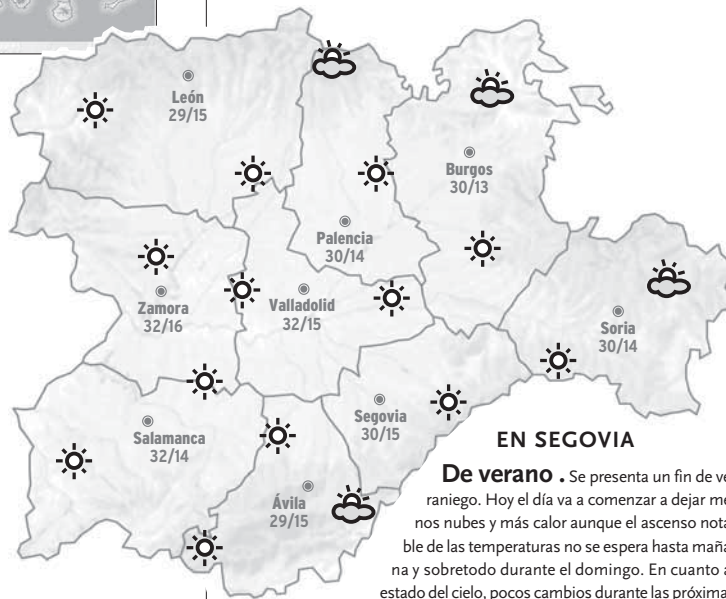 León
29/15
Burgos
30/13
Palencia
30/14
Zamora
32/16
Valladolid
32/15
Soria
30/14
Segovia
30/15
Salamanca
32/14
Ávila
29/15
EN SEGOVIA
De verano . Se presenta un fin de ve
raniego. Hoy el día va a comenzar a dejar me
nos nubes y más calor aunque el ascenso nota
ble de las temperaturas no se espera hasta maña
na y sobretodo durante el domingo. En cuanto a
estado del cielo, pocos cambios durante las próxima